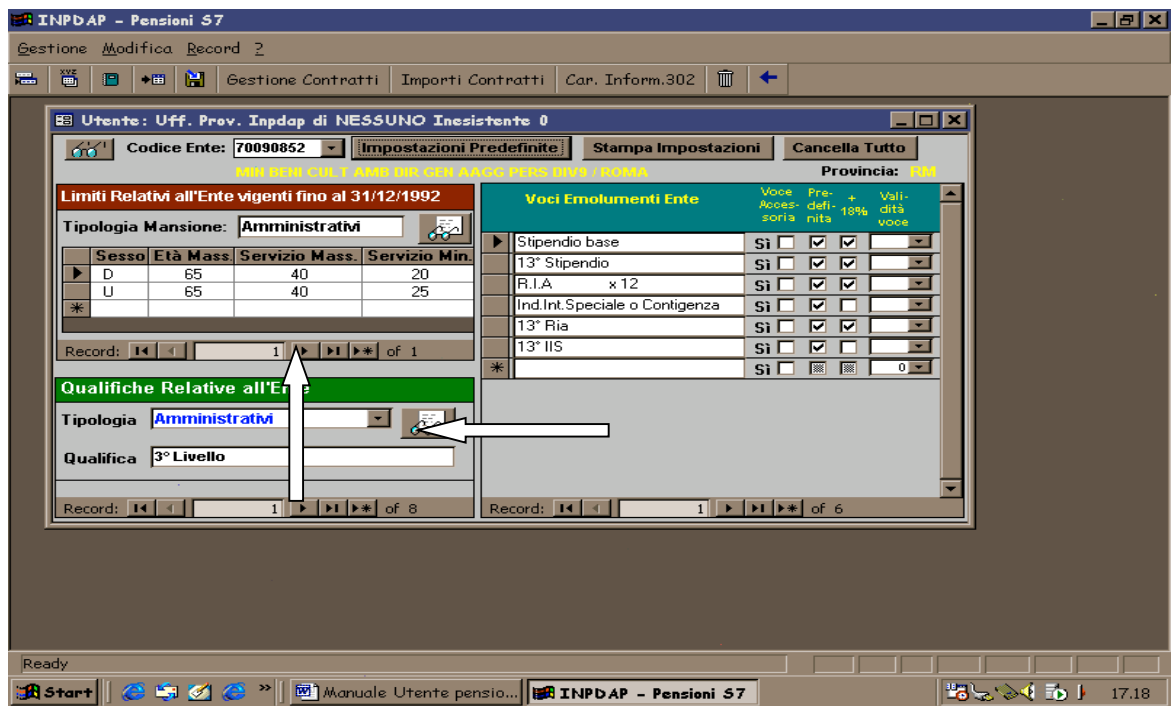 INPDAP - Pensioni S7
Gestione Modifica Record ?
XYZ Gestione Contratti Importi Contratti Car. Inform.302
Utente: Uff. Prov. Inpdap di NESSUNO Inesistente 0
Codice Ente: 70090852 Impostazioni Predefinite Stampa Impostazioni Cancella Tutto
MIN BENI CULT AMB DIR GEN AAGG PERS DIV9 / ROMA Provincia: RM
Limiti Relativi all'Ente vigenti fino al 31/12/1992
Tipologia Mansione: Amministrativi
Sesso Età Mass. Servizio Mass. Servizio Min.
D 65 40 20
U 65 40 25
Record: 1 of 1
Qualifiche Relative all'Ente
Tipologia Amministrativi
Qualifica 3° Livello
Record: 1 of 8
Voci Emolumenti Ente
Voce Accessoria
Pre-defi-nita
+ 18%
Vali-dità voce
Stipendio base Sì
13° Stipendio Sì
R.I.A x 12 Sì
Ind.Int.Speciale o Contigenza Sì
13° Ria Sì
13° IIS Sì
Sì 0
Record: 1 of 6
Ready
Start Manuale Utente pensio... INPDAP - Pensioni S7 17.18